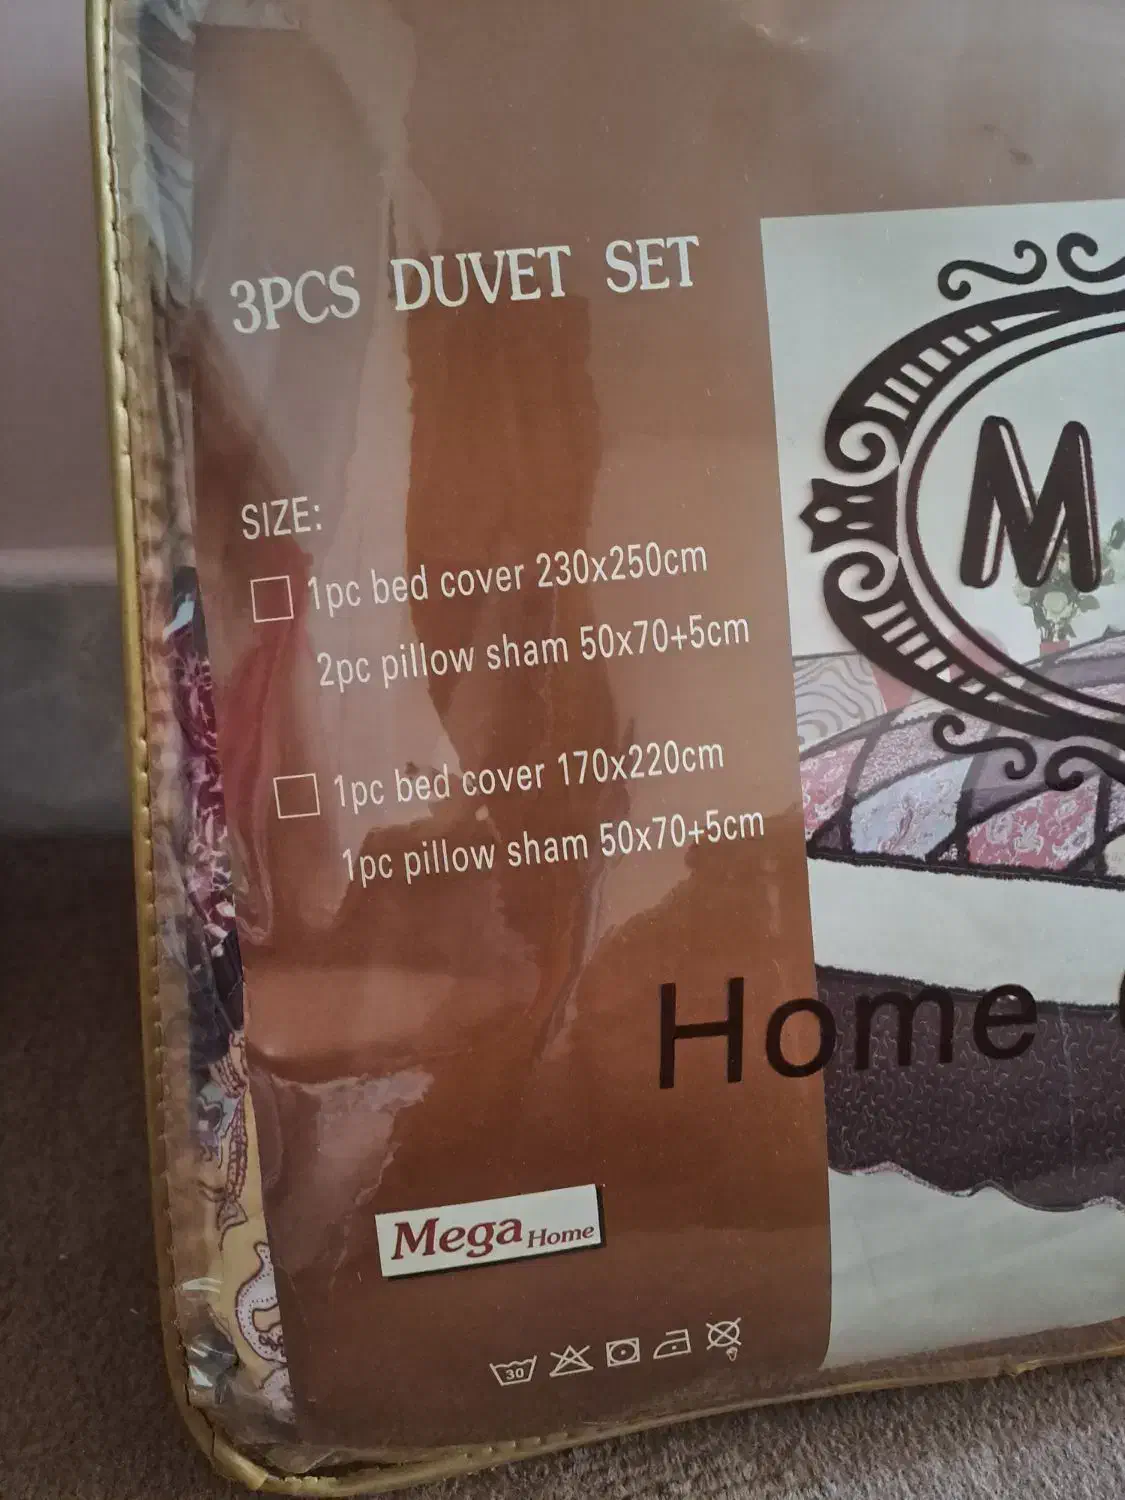 3PCS DUVET SET
M
SIZE:
1pc bed cover 230x250cm
2pc pillow sham 50x70+5cm
1pc bed cover 170x220cm
1pc pillow sham 50x70+5cm
Home
Mega Home
30